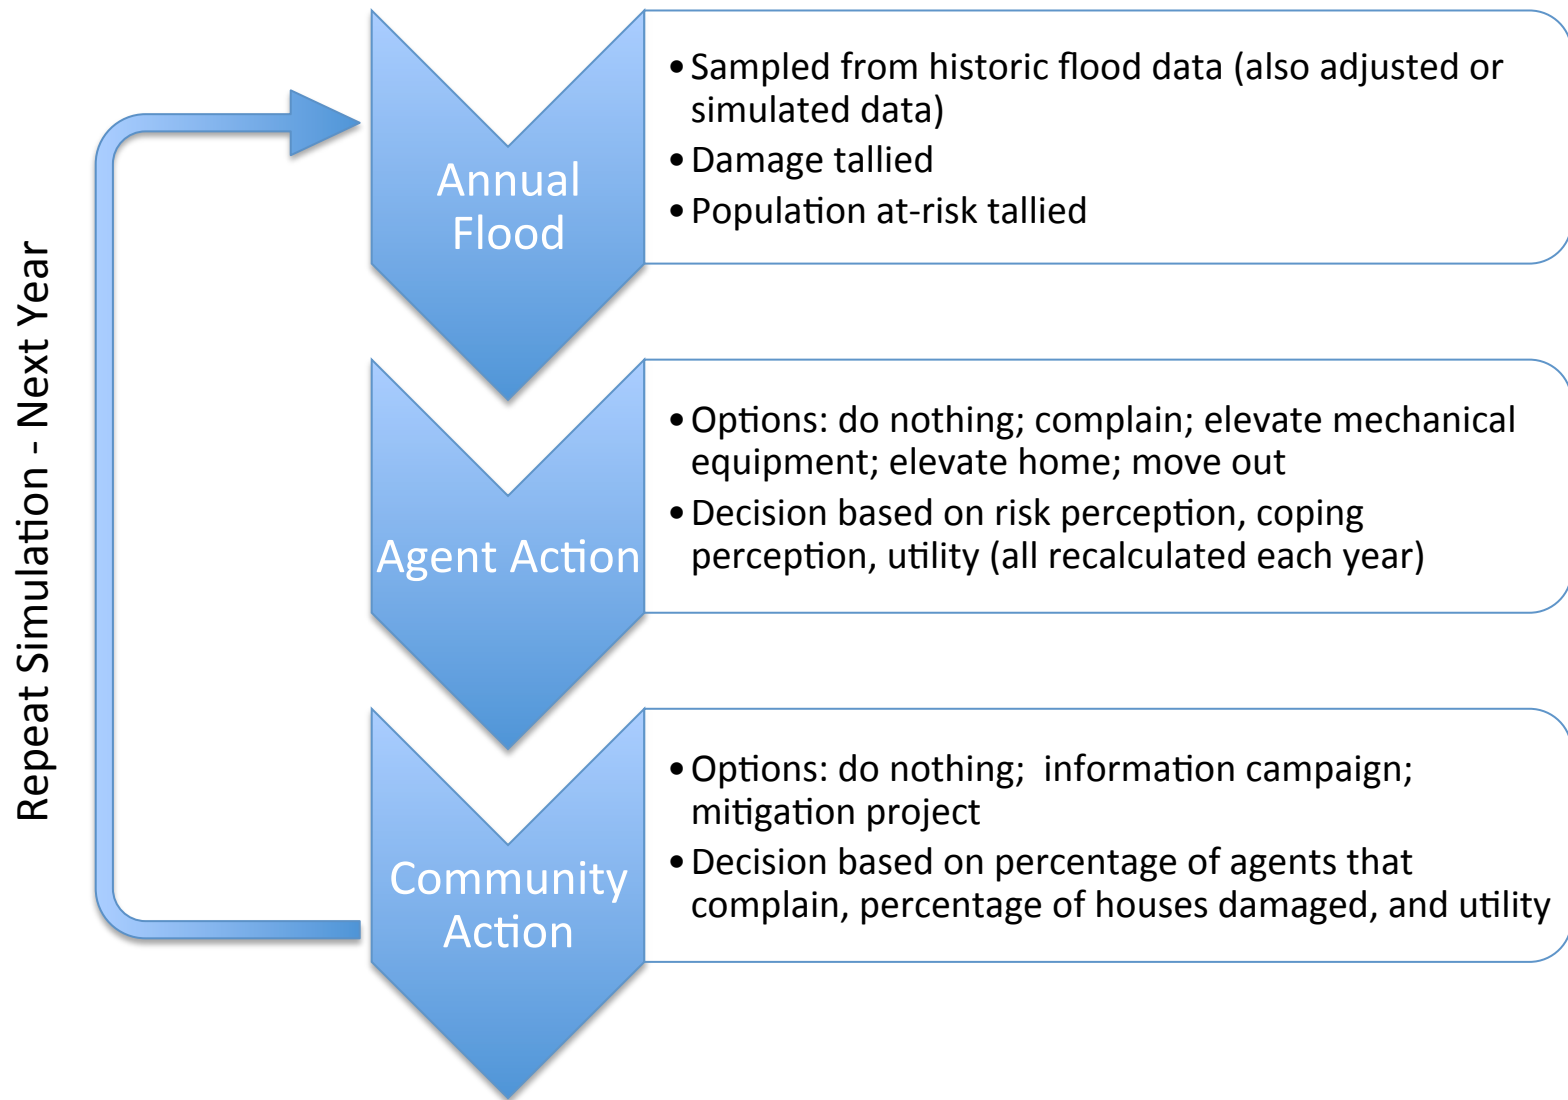 Repeat Simulation - Next Year
Annual
Flood
• Sampled from historic flood data (also adjusted or
simulated data)
• Damage tallied
• Population at-risk tallied
Agent Action
• Options: do nothing; complain; elevate mechanical
equipment; elevate home; move out
• Decision based on risk perception, coping
perception, utility (all recalculated each year)
Community
Action
• Options: do nothing;  information campaign;
mitigation project
• Decision based on percentage of agents that
complain, percentage of houses damaged, and utility